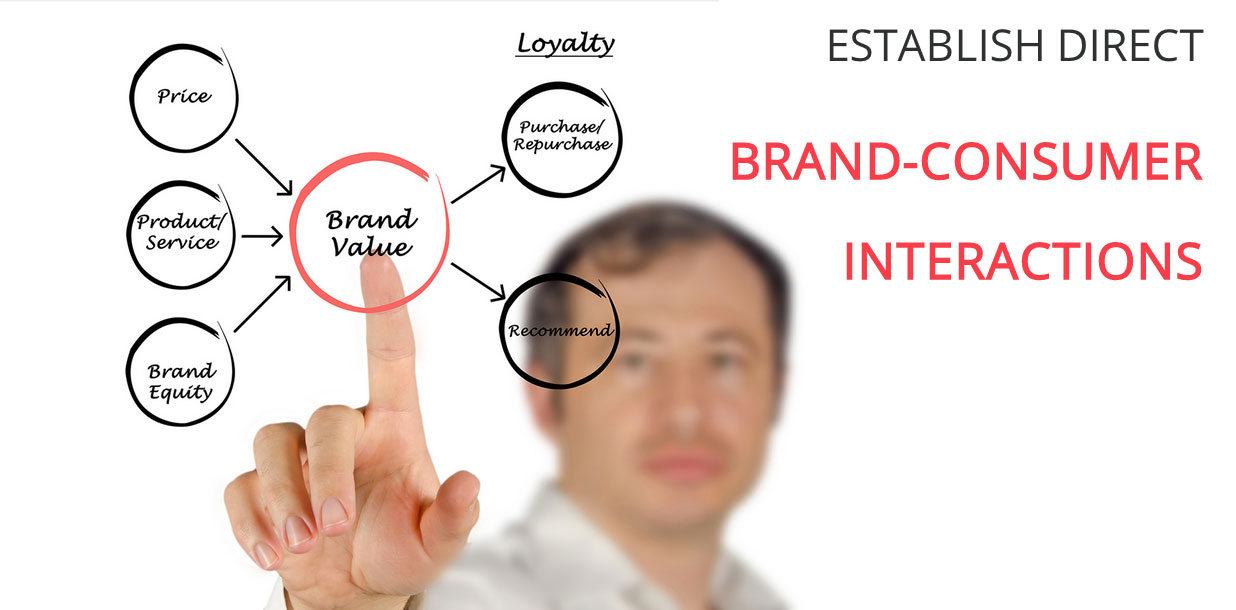 Loyalty
Price
Purchase/
Repurchase
Product/
Service
Brand
Value
Recommend
Brand
Equity
ESTABLISH DIRECT
BRAND-CONSUMER
INTERACTIONS